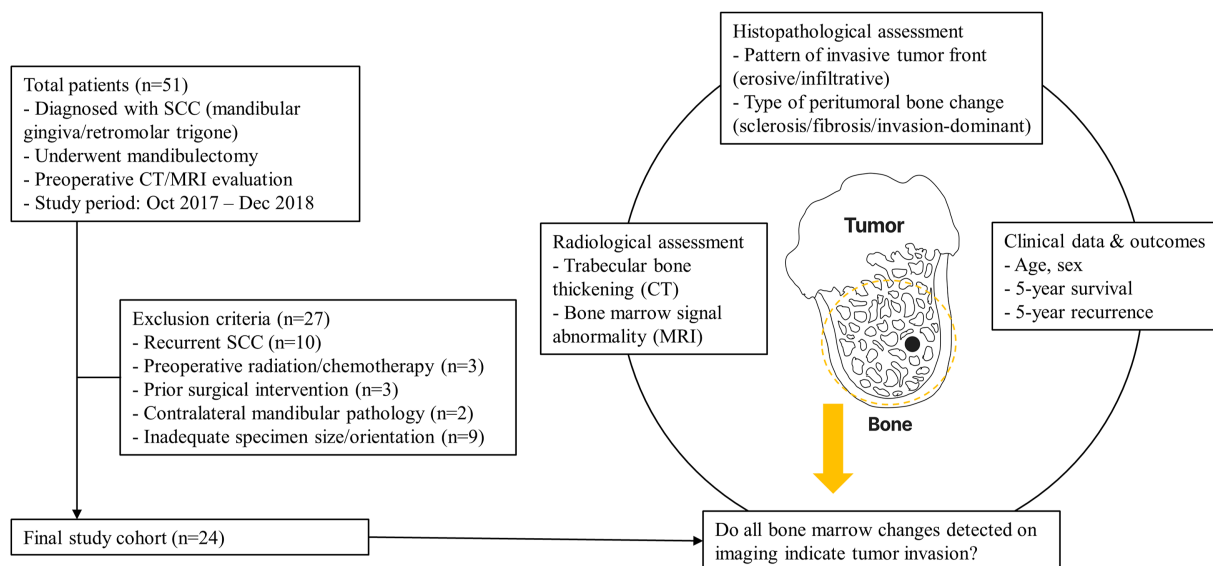 Total patients (n=51)
- Diagnosed with SCC (mandibular
gingiva/retromolar trigone)
- Underwent mandibulectomy
- Preoperative CT/MRI evaluation
- Study period: Oct 2017 – Dec 2018
Exclusion criteria (n=27)
- Recurrent SCC (n=10)
- Preoperative radiation/chemotherapy (n=3)
- Prior surgical intervention (n=3)
- Contralateral mandibular pathology (n=2)
- Inadequate specimen size/orientation (n=9)
Final study cohort (n=24)
Histopathological assessment
- Pattern of invasive tumor front
(erosive/infiltrative)
- Type of peritumoral bone change
(sclerosis/fibrosis/invasion-dominant)
Radiological assessment
- Trabecular bone
thickening (CT)
- Bone marrow signal
abnormality (MRI)
Tumor
Bone
Clinical data & outcomes
- Age, sex
- 5-year survival
- 5-year recurrence
Do all bone marrow changes detected on
imaging indicate tumor invasion?